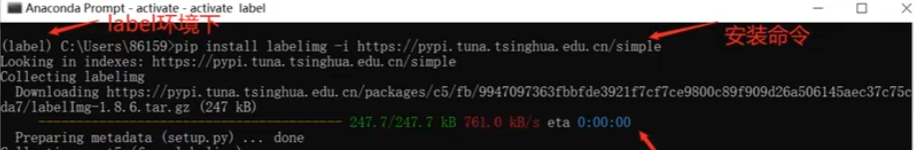 Anaconda Prompt - activate - activate label
label环境下
(label) C:\Users\86159>pip install labelimg -i https://pypi.tuna.tsinghua.edu.cn/simple
安装命令
Looking in indexes: https://pypi.tuna.tsinghua.edu.cn/simple
Collecting labelimg
Downloading https://pypi.tuna.tsinghua.edu.cn/packages/c5/fb/9947097363fbbfde3921f7cf7ce9800c89f909d26a506145aec37c75c
da7/labelImg-1.8.6.tar.gz (247 kB)
---------------------------------------- 247.7/247.7 kB 761.0 kB/s eta 0:00:00
Preparing metadata (setup.py) ... done